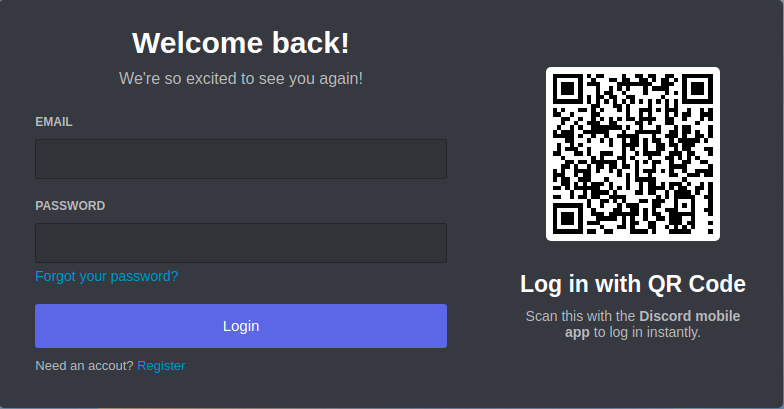 Welcome back!
We're so excited to see you again!
EMAIL
PASSWORD
Forgot your password?
Login
Need an accout? Register
Log in with QR Code
Scan this with the Discord mobile
app to log in instantly.